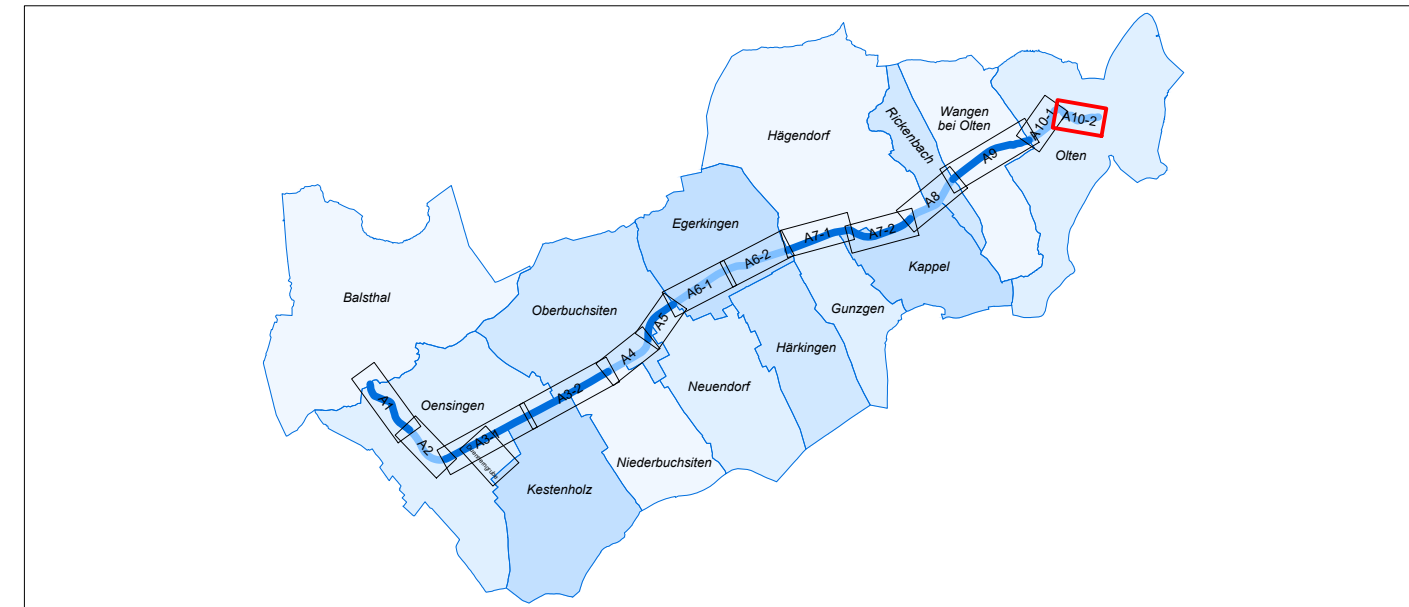 Hägendorf
Rickenbach
Wangen
bei Olten
A10-1
A10-2
Olten
A9
A8
Egerkingen
A7-1
A7-2
A6-2
A6-1
Kappel
Balsthal
Oberbuchsiten
A5
Gunzgen
Härkingen
A4
Neuendorf
A3-2
A1
Oensingen
A2
A3-1
Niederbuchsiten
Kestenholz